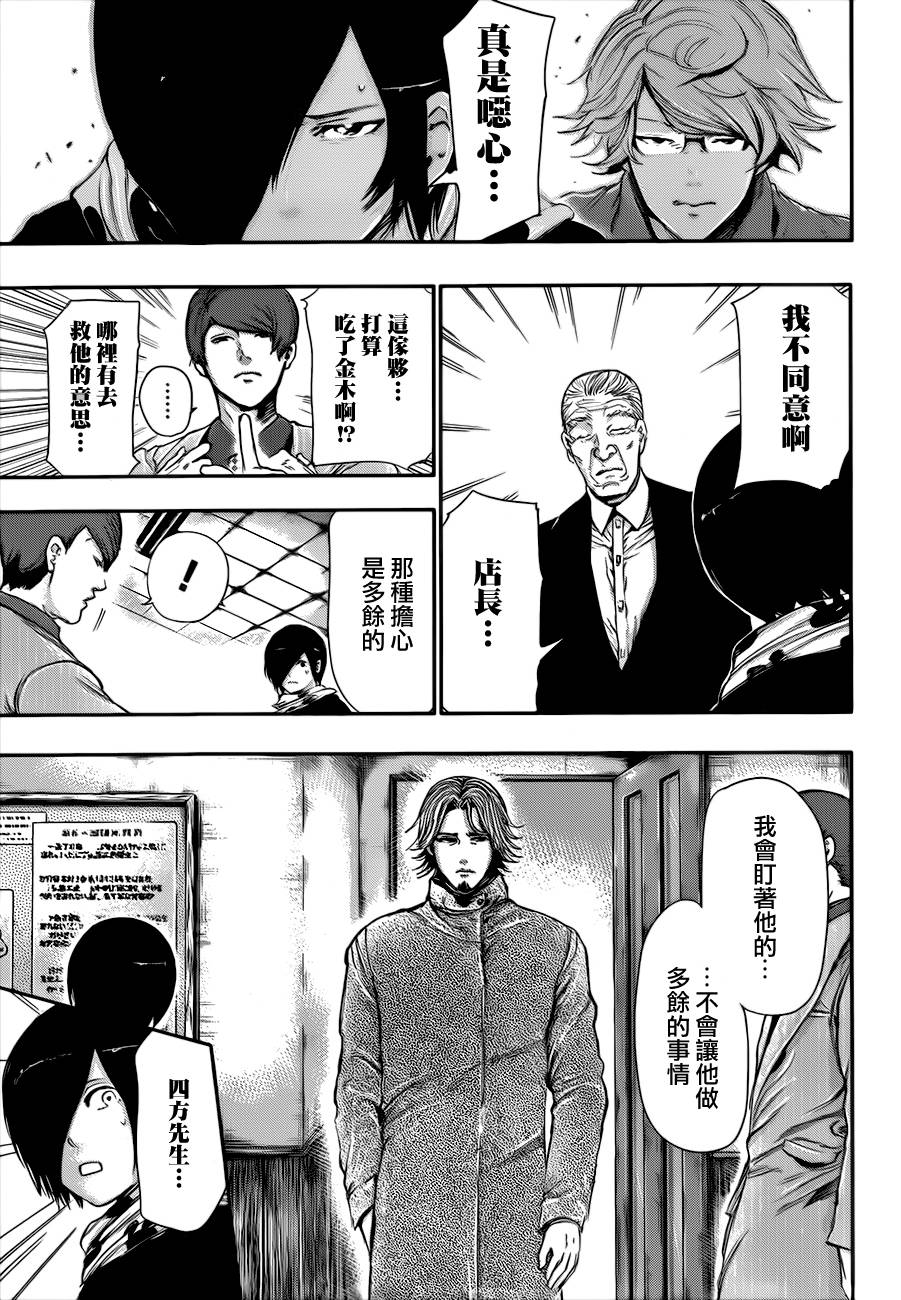 真是噁心…
我不同意啊
店長…
這傢夥…
打算
吃了金木啊!?
……
哪裡有去
救他的意思…
那種擔心
是多餘的
!
我會盯著他的…
…不會讓他做
多餘的事情
四方先生…